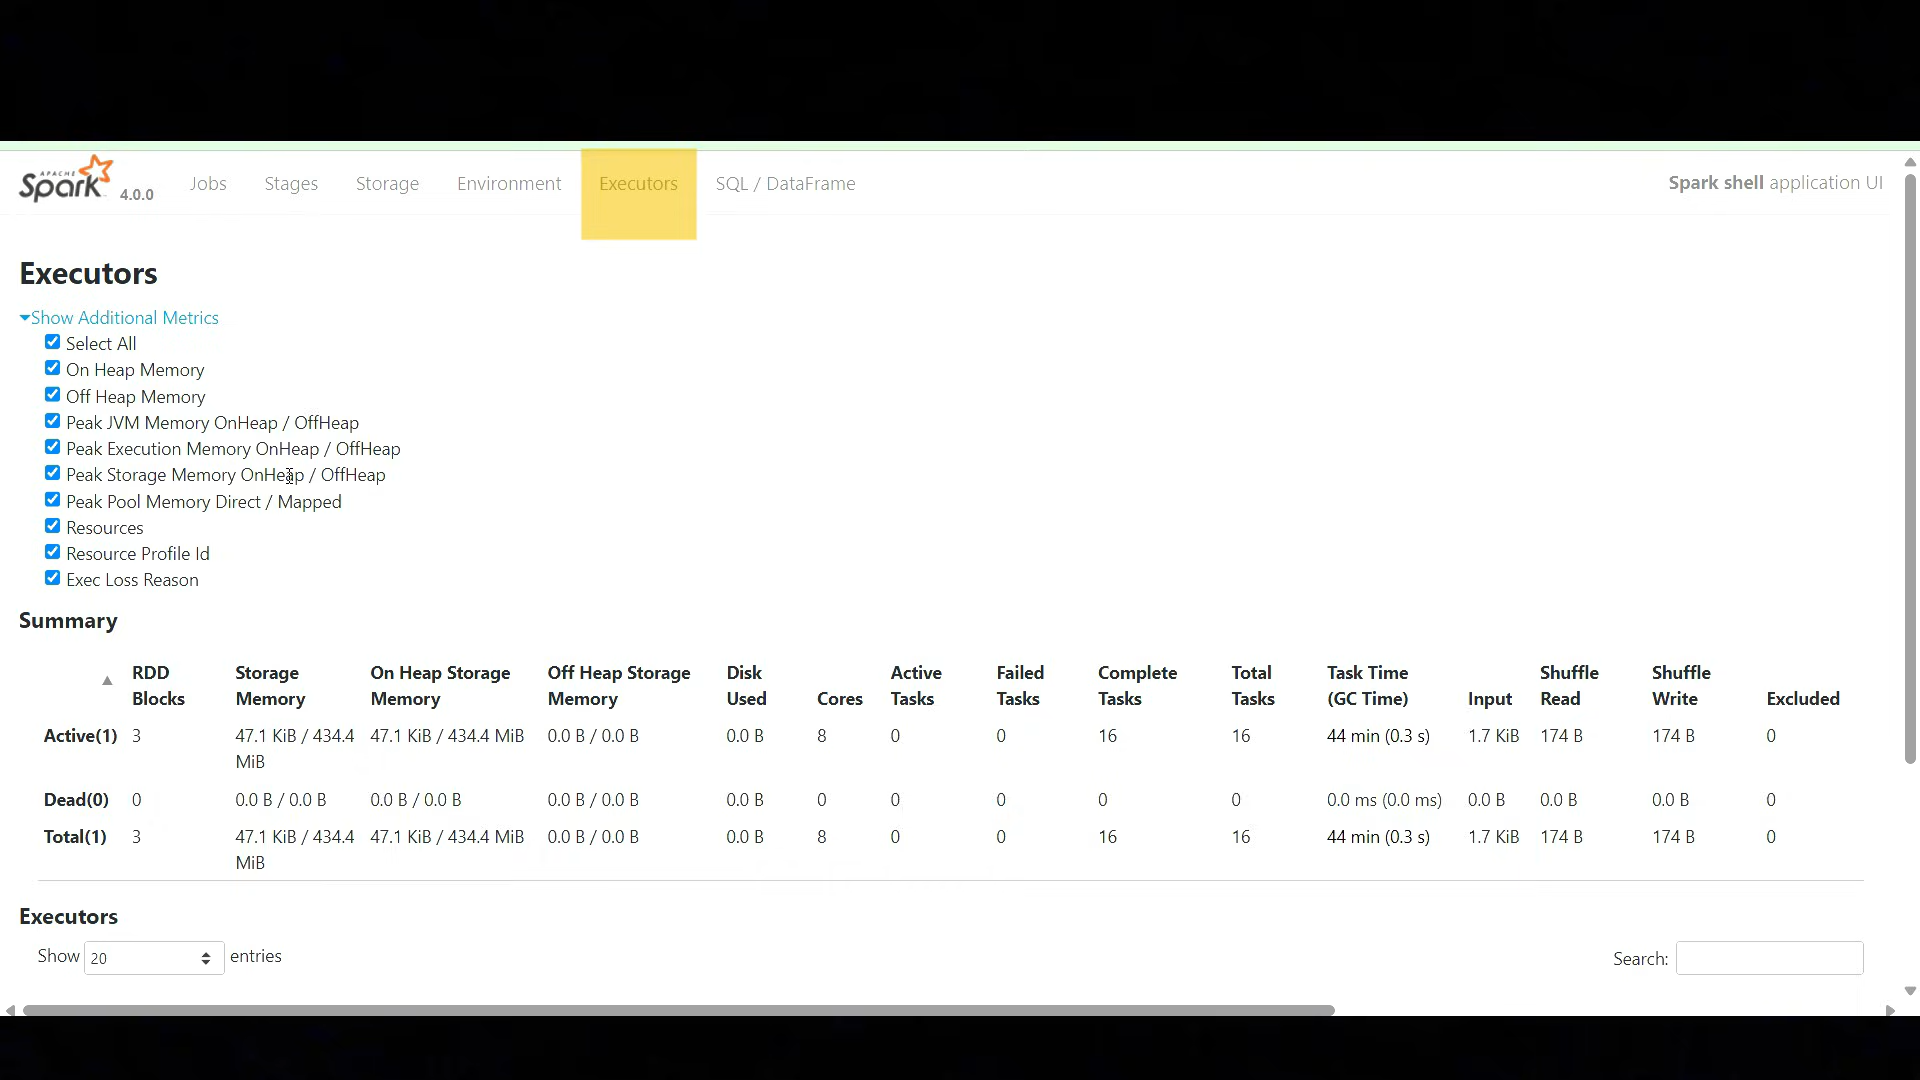 APACHE
Spark 4.0.0 Jobs Stages Storage Environment Executors SQL / DataFrame Spark shell application UI
Executors
Show Additional Metrics
Select All
On Heap Memory
Off Heap Memory
Peak JVM Memory OnHeap / OffHeap
Peak Execution Memory OnHeap / OffHeap
Peak Storage Memory OnHeap / OffHeap
Peak Pool Memory Direct / Mapped
Resources
Resource Profile Id
Exec Loss Reason
Summary
RDD Storage On Heap Storage Off Heap Storage Disk Active Failed Complete Total Task Time Shuffle Shuffle
Blocks Memory Memory Memory Used Cores Tasks Tasks Tasks Tasks (GC Time) Input Read Write Excluded
Active(1) 3 47.1 KiB / 434.4 47.1 KiB / 434.4 MiB 0.0 B / 0.0 B 0.0 B 8 0 0 16 16 44 min (0.3 s) 1.7 KiB 174 B 174 B 0
MiB
Dead(0) 0 0.0 B / 0.0 B 0.0 B / 0.0 B 0.0 B / 0.0 B 0.0 B 0 0 0 0 0 0.0 ms (0.0 ms) 0.0 B 0.0 B 0.0 B 0
Total(1) 3 47.1 KiB / 434.4 47.1 KiB / 434.4 MiB 0.0 B / 0.0 B 0.0 B 8 0 0 16 16 44 min (0.3 s) 1.7 KiB 174 B 174 B 0
MiB
Executors
Show 20 entries Search: